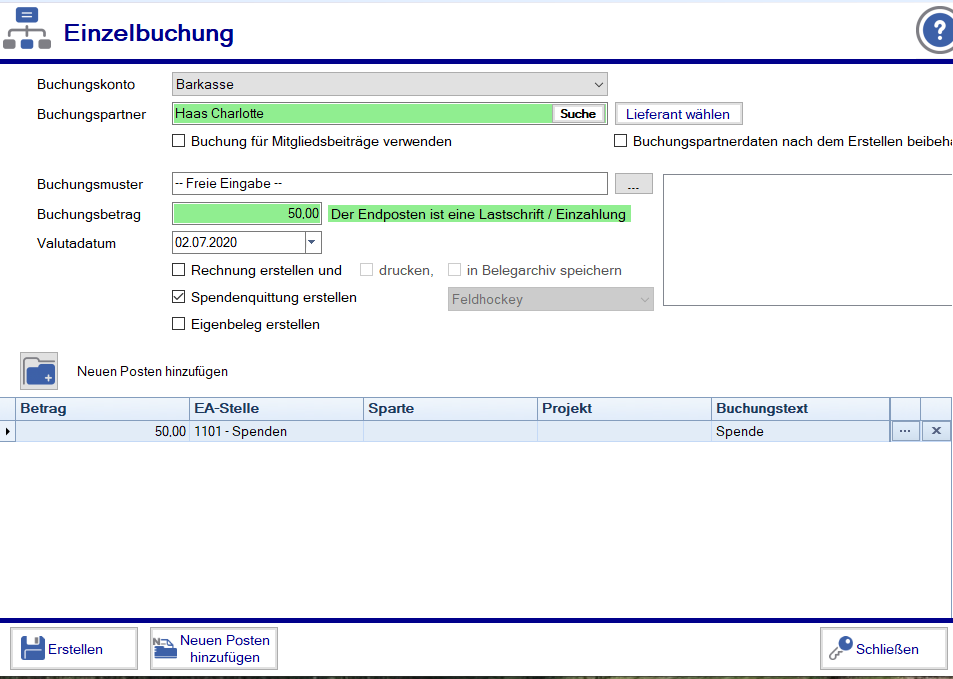 Einzelbuchung
?
Buchungskonto Barkasse
Buchungspartner Haas Charlotte Suche Lieferant wählen
Buchung für Mitgliedsbeiträge verwenden Buchungspartnerdaten nach dem Erstellen beibeha
Buchungsmuster -- Freie Eingabe -- ...
Buchungsbetrag 50,00 Der Endposten ist eine Lastschrift / Einzahlung
Valutadatum 02.07.2020
Rechnung erstellen und drucken, in Belegarchiv speichern
Spendenquittung erstellen Feldhockey
Eigenbeleg erstellen
Neuen Posten hinzufügen
Betrag EA-Stelle Sparte Projekt Buchungstext
50,00 1101 - Spenden Spende ... x
Erstellen Neuen Posten hinzufügen Schließen